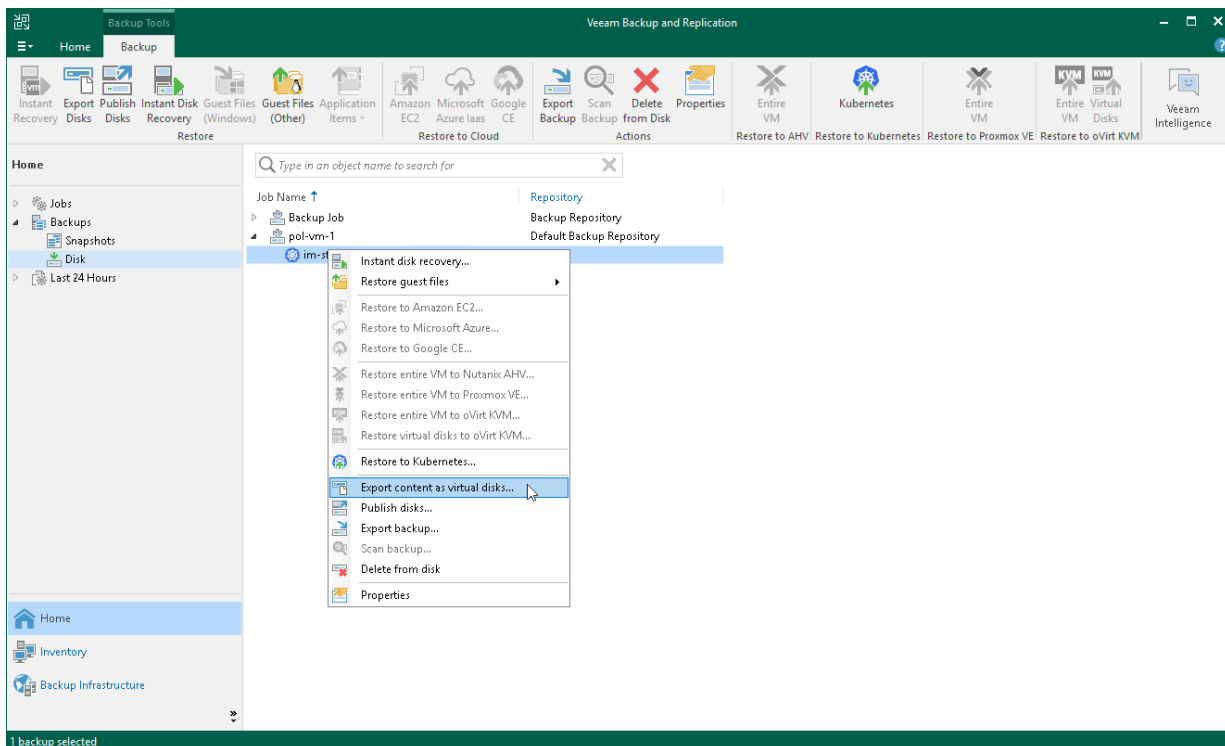 Backup Tools
Veeam Backup and Replication
Home Backup
Instant Recovery
Export Disks
Publish Disks
Instant Disk Recovery
Guest Files (Windows)
Guest Files (Other)
Application Items
Restore
Amazon EC2
Microsoft Azure Iaas
Google CE
Restore to Cloud
Export Backup
Scan Backup
Delete from Disk
Properties
Actions
Entire VM
Restore to AHV
Kubernetes
Restore to Kubernetes
Entire VM
Restore to Proxmox VE
Entire VM
Virtual Disks
Restore to oVirt KVM
Veeam Intelligence
Home
Jobs
Backups
Snapshots
Disk
Last 24 Hours
Type in an object name to search for
Job Name Repository
Backup Job Backup Repository
pol-vm-1 Default Backup Repository
Instant disk recovery...
Restore guest files
Restore to Amazon EC2...
Restore to Microsoft Azure...
Restore to Google CE...
Restore entire VM to Nutanix AHV...
Restore entire VM to Proxmox VE...
Restore entire VM to oVirt KVM...
Restore virtual disks to oVirt KVM...
Restore to Kubernetes...
Export content as virtual disks...
Publish disks...
Export backup...
Scan backup...
Delete from disk
Properties
Home
Inventory
Backup Infrastructure
1 backup selected